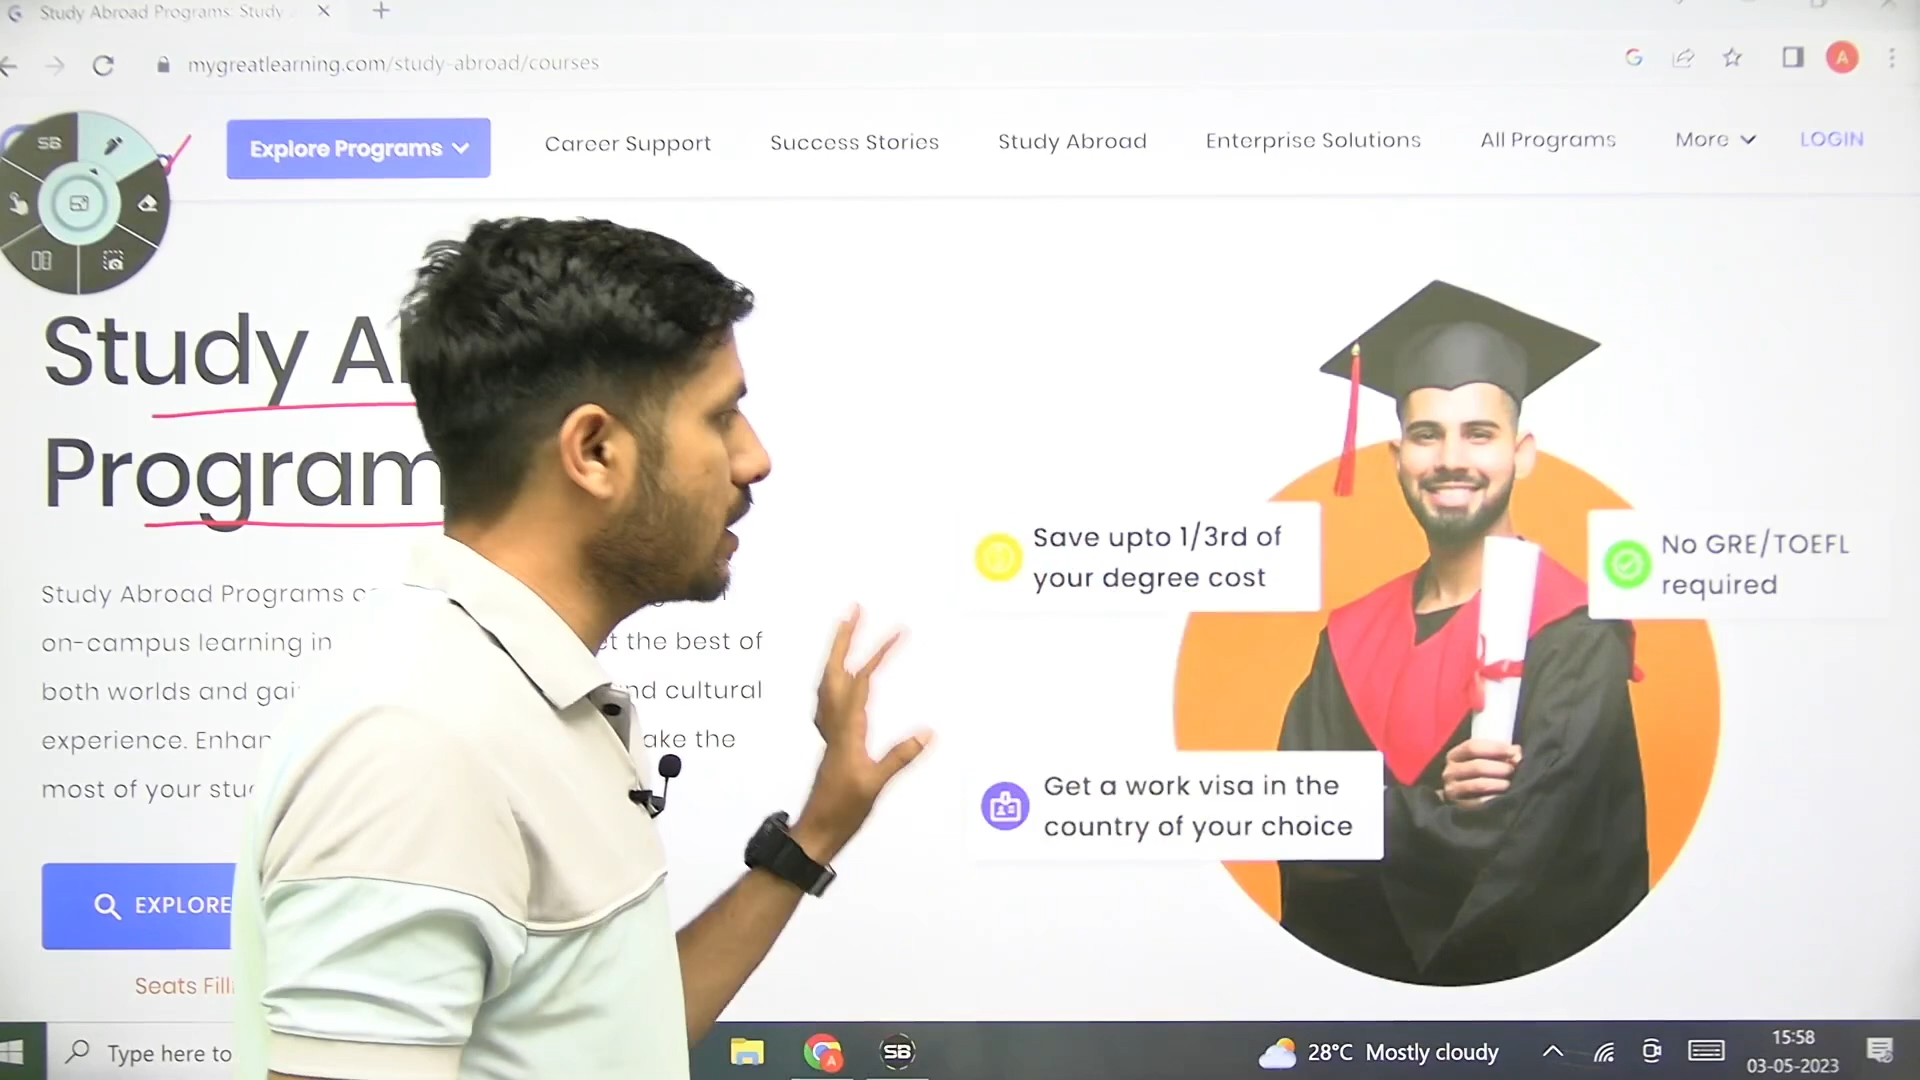 Study Abroad Programs: Study
mygreatlearning.com/study-abroad/courses
A
SB
Explore Programs
Career Support
Success Stories
Study Abroad
Enterprise Solutions
All Programs
More
LOGIN
Study A
Program
Study Abroad Programs
on-campus learning in
the best of
both worlds and gai
nd cultural
experience. Enhan
ake the
most of your stu
Save upto 1/3rd of
your degree cost
No GRE/TOEFL
required
Get a work visa in the
country of your choice
EXPLORE
Seats Fill
Type here to
A
SB
28°C Mostly cloudy
15:58
03-05-2023